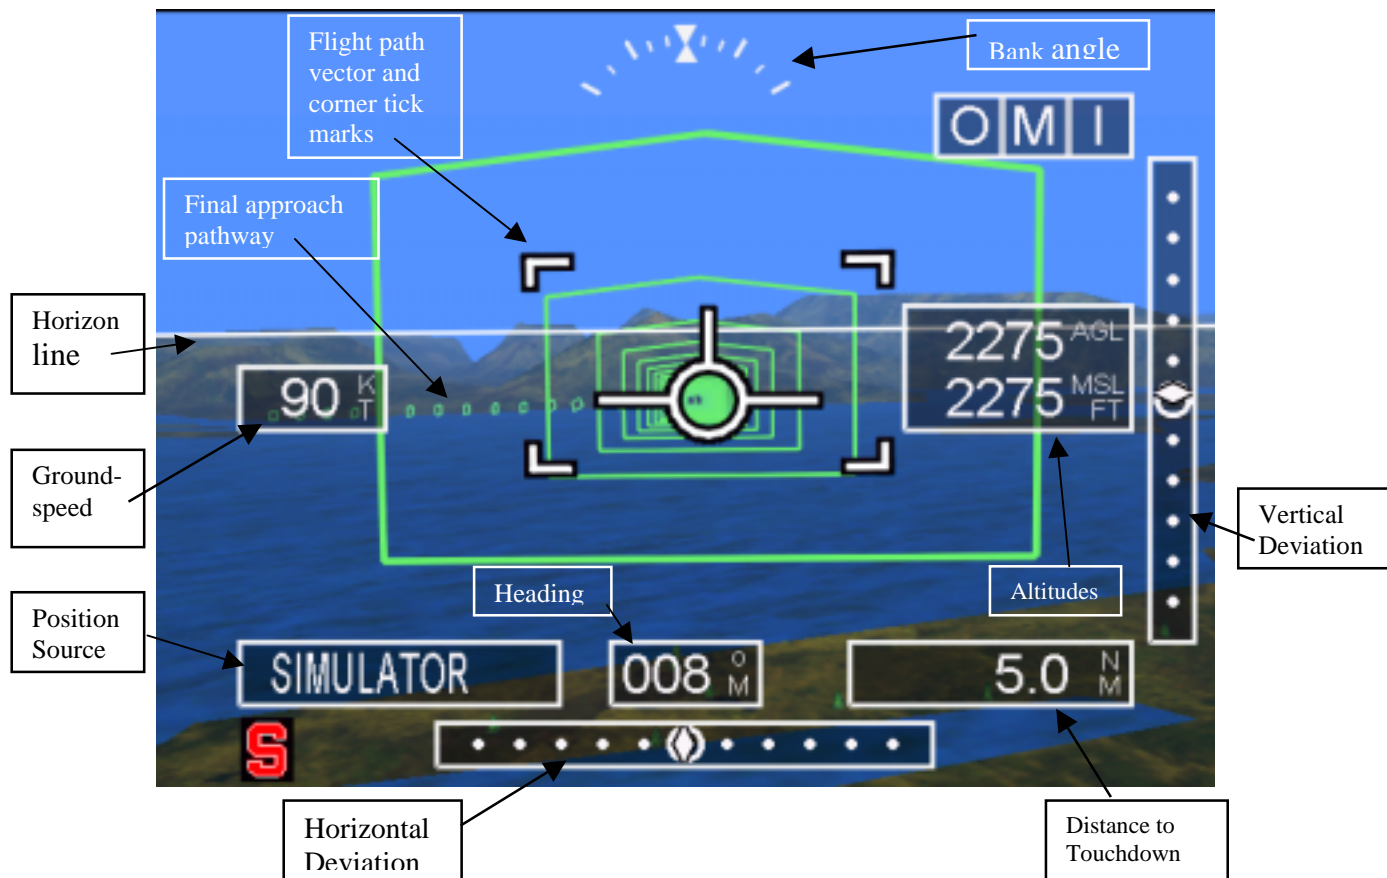 Flight path
vector and
corner tick
marks
Bank angle
O M I
Final approach
pathway
Horizon
line
2275 AGL
2275 MSL
FT
90 K
T
Ground-
speed
Vertical
Deviation
Heading
Altitudes
Position
Source
SIMULATOR
008 O
M
5.0 N
M
S
Horizontal
Deviation
Distance to
Touchdown